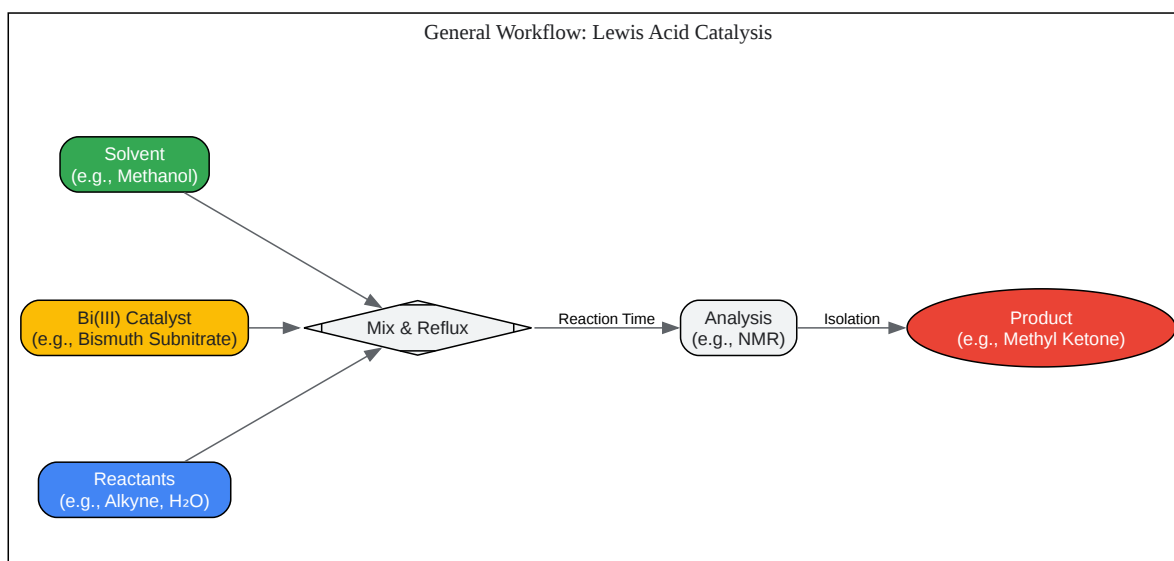 General Workflow: Lewis Acid Catalysis
Solvent
(e.g., Methanol)
Bi(III) Catalyst
(e.g., Bismuth Subnitrate)
Reactants
(e.g., Alkyne, H₂O)
Mix & Reflux
Reaction Time
Analysis
(e.g., NMR)
Isolation
Product
(e.g., Methyl Ketone)